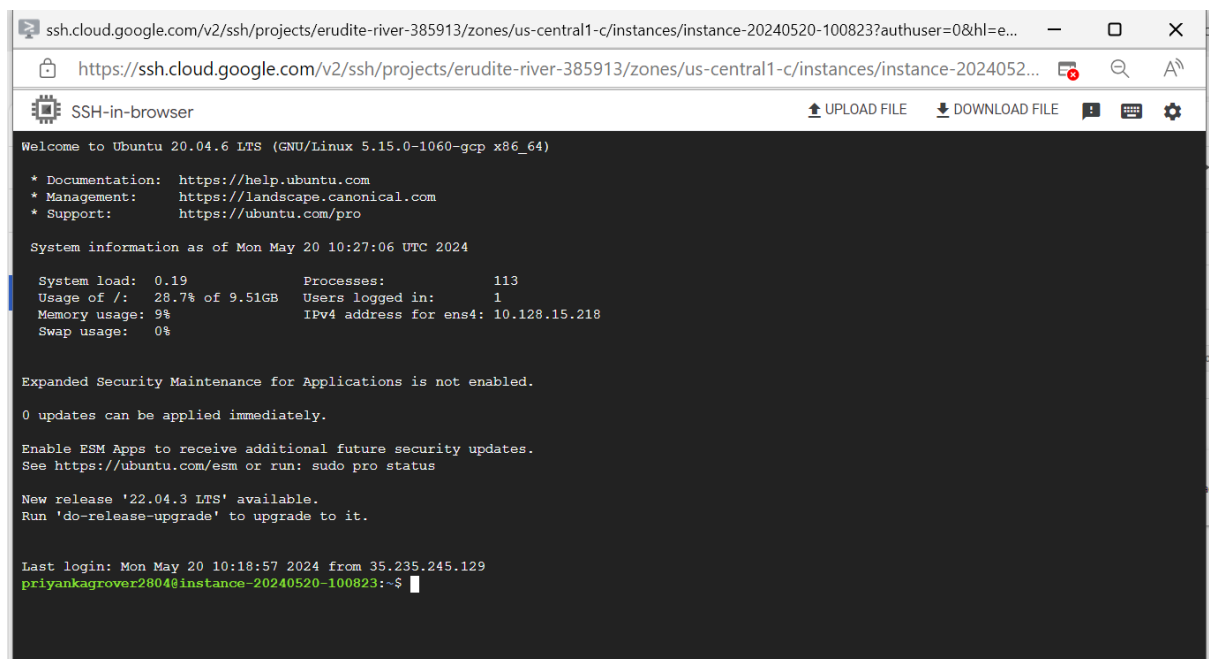 ssh.cloud.google.com/v2/ssh/projects/erudite-river-385913/zones/us-central1-c/instances/instance-20240520-100823?authuser=0&hl=e...
https://ssh.cloud.google.com/v2/ssh/projects/erudite-river-385913/zones/us-central1-c/instances/instance-2024052...
SSH-in-browser UPLOAD FILE DOWNLOAD FILE
Welcome to Ubuntu 20.04.6 LTS (GNU/Linux 5.15.0-1060-gcp x86_64)
* Documentation: https://help.ubuntu.com
* Management: https://landscape.canonical.com
* Support: https://ubuntu.com/pro
System information as of Mon May 20 10:27:06 UTC 2024
System load: 0.19 Processes: 113
Usage of /: 28.7% of 9.51GB Users logged in: 1
Memory usage: 9% IPv4 address for ens4: 10.128.15.218
Swap usage: 0%
Expanded Security Maintenance for Applications is not enabled.
0 updates can be applied immediately.
Enable ESM Apps to receive additional future security updates.
See https://ubuntu.com/esm or run: sudo pro status
New release '22.04.3 LTS' available.
Run 'do-release-upgrade' to upgrade to it.
Last login: Mon May 20 10:18:57 2024 from 35.235.245.129
priyankagrover2804@instance-20240520-100823:~$